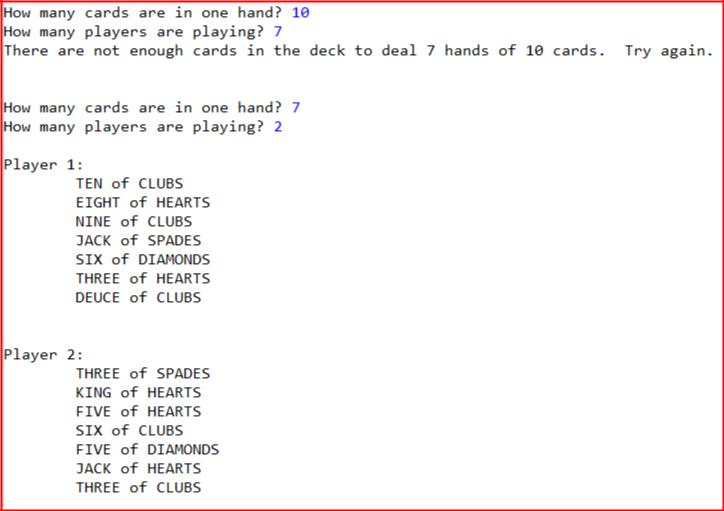 How many cards are in one hand? 10
How many players are playing? 7
There are not enough cards in the deck to deal 7 hands of 10 cards.  Try again.
How many cards are in one hand? 7
How many players are playing? 2
Player 1:
TEN of CLUBS
EIGHT of HEARTS
NINE of CLUBS
JACK of SPADES
SIX of DIAMONDS
THREE of HEARTS
DEUCE of CLUBS
Player 2:
THREE of SPADES
KING of HEARTS
FIVE of HEARTS
SIX of CLUBS
FIVE of DIAMONDS
JACK of HEARTS
THREE of CLUBS